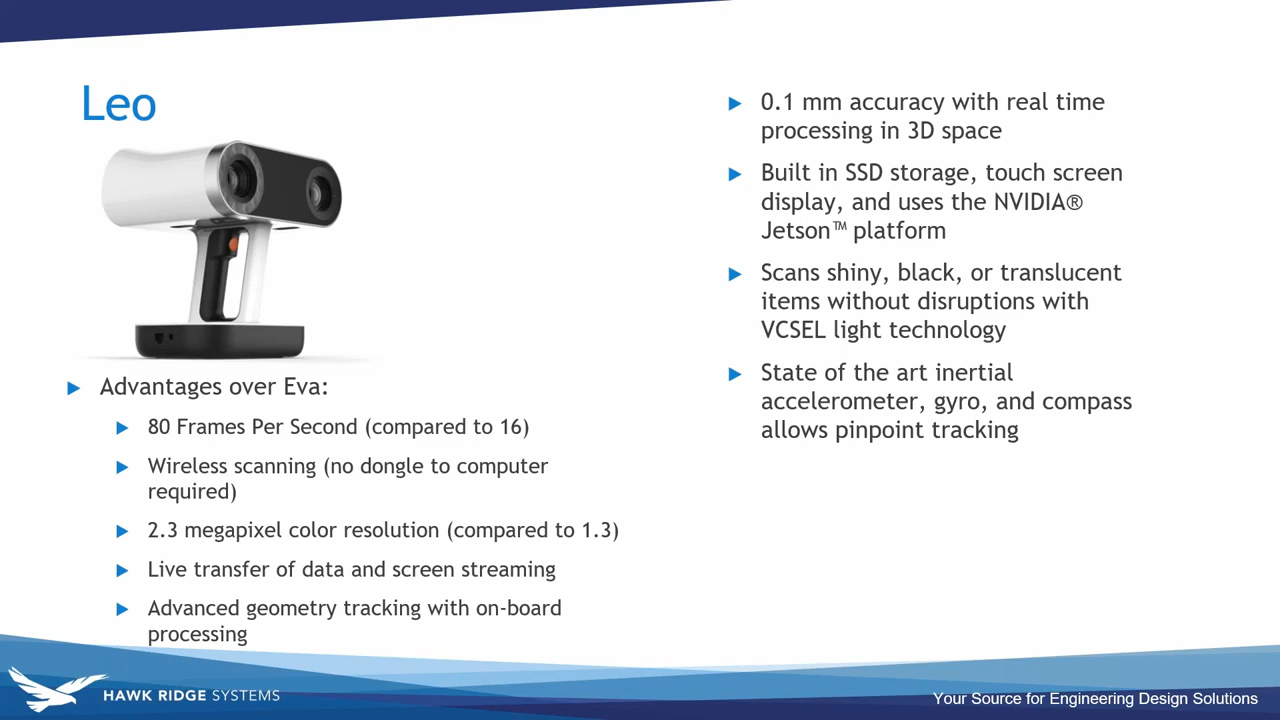 Leo
Advantages over Eva:
80 Frames Per Second (compared to 16)
Wireless scanning (no dongle to computer
required)
2.3 megapixel color resolution (compared to 1.3)
Live transfer of data and screen streaming
Advanced geometry tracking with on-board
processing
0.1 mm accuracy with real time
processing in 3D space
Built in SSD storage, touch screen
display, and uses the NVIDIA®
Jetson™ platform
Scans shiny, black, or translucent
items without disruptions with
VCSEL light technology
State of the art inertial
accelerometer, gyro, and compass
allows pinpoint tracking
HAWK RIDGE SYSTEMS
Your Source for Engineering Design Solutions